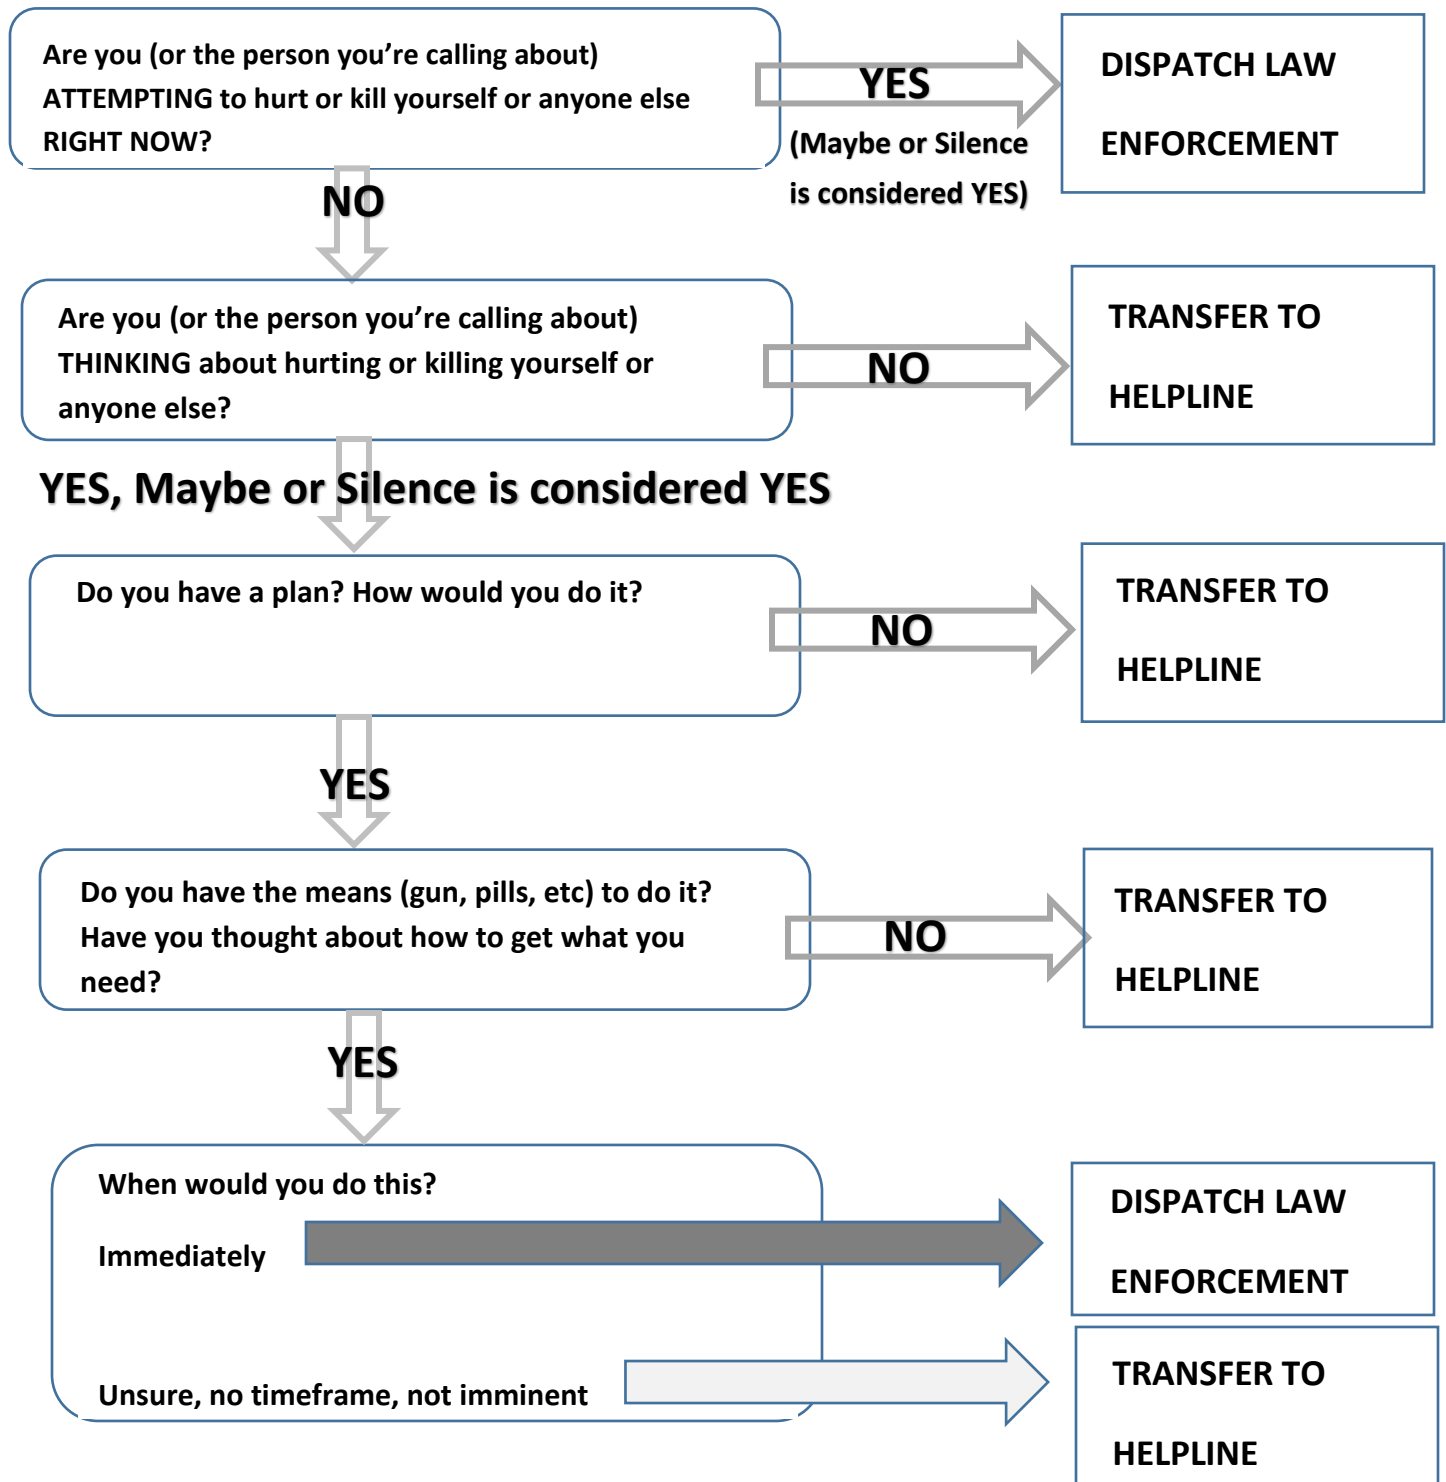 Are you (or the person you’re calling about)
ATTEMPTING to hurt or kill yourself or anyone else
RIGHT NOW?
YES
(Maybe or Silence
is considered YES)
DISPATCH LAW
ENFORCEMENT
NO
Are you (or the person you’re calling about)
THINKING about hurting or killing yourself or
anyone else?
NO
TRANSFER TO
HELPLINE
YES, Maybe or Silence is considered YES
Do you have a plan? How would you do it?
NO
TRANSFER TO
HELPLINE
YES
Do you have the means (gun, pills, etc) to do it?
Have you thought about how to get what you
need?
NO
TRANSFER TO
HELPLINE
YES
When would you do this?
Immediately
DISPATCH LAW
ENFORCEMENT
Unsure, no timeframe, not imminent
TRANSFER TO
HELPLINE